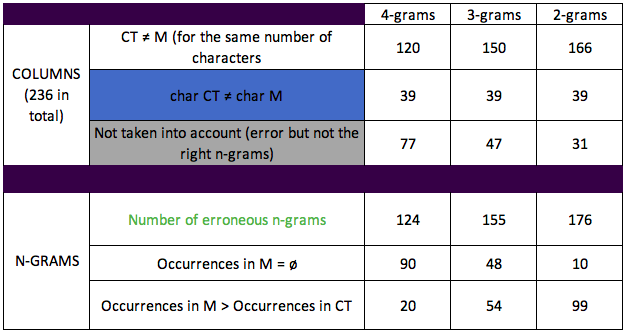 4-grams 3-grams 2-grams
CT ≠ M (for the same number of
characters 120 150 166
COLUMNS
(236 in
total)
char CT ≠ char M 39 39 39
Not taken into account (error but not the
right n-grams) 77 47 31
Number of erroneous n-grams 124 155 176
N-GRAMS
Occurrences in M = ø 90 48 10
Occurrences in M > Occurrences in CT 20 54 99